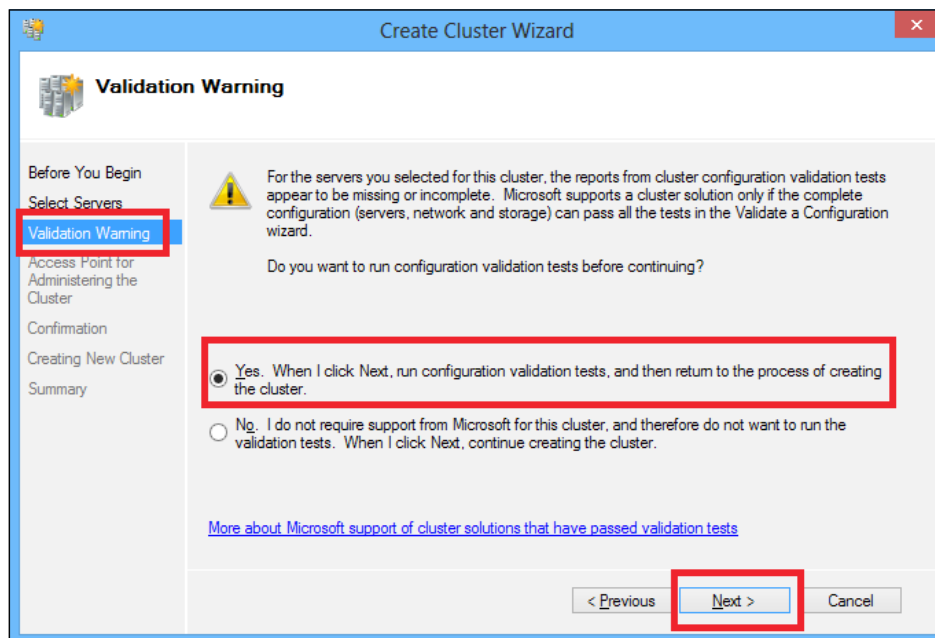 Create Cluster Wizard
Validation Warning
Before You Begin
Select Servers
Validation Warning
Access Point for
Administering the
Cluster
Confirmation
Creating New Cluster
Summary
For the servers you selected for this cluster, the reports from cluster configuration validation tests
appear to be missing or incomplete. Microsoft supports a cluster solution only if the complete
configuration (servers, network and storage) can pass all the tests in the Validate a Configuration
wizard.
Do you want to run configuration validation tests before continuing?
Yes. When I click Next, run configuration validation tests, and then return to the process of creating
the cluster.
No. I do not require support from Microsoft for this cluster, and therefore do not want to run the
validation tests. When I click Next, continue creating the cluster.
More about Microsoft support of cluster solutions that have passed validation tests
< Previous
Next >
Cancel